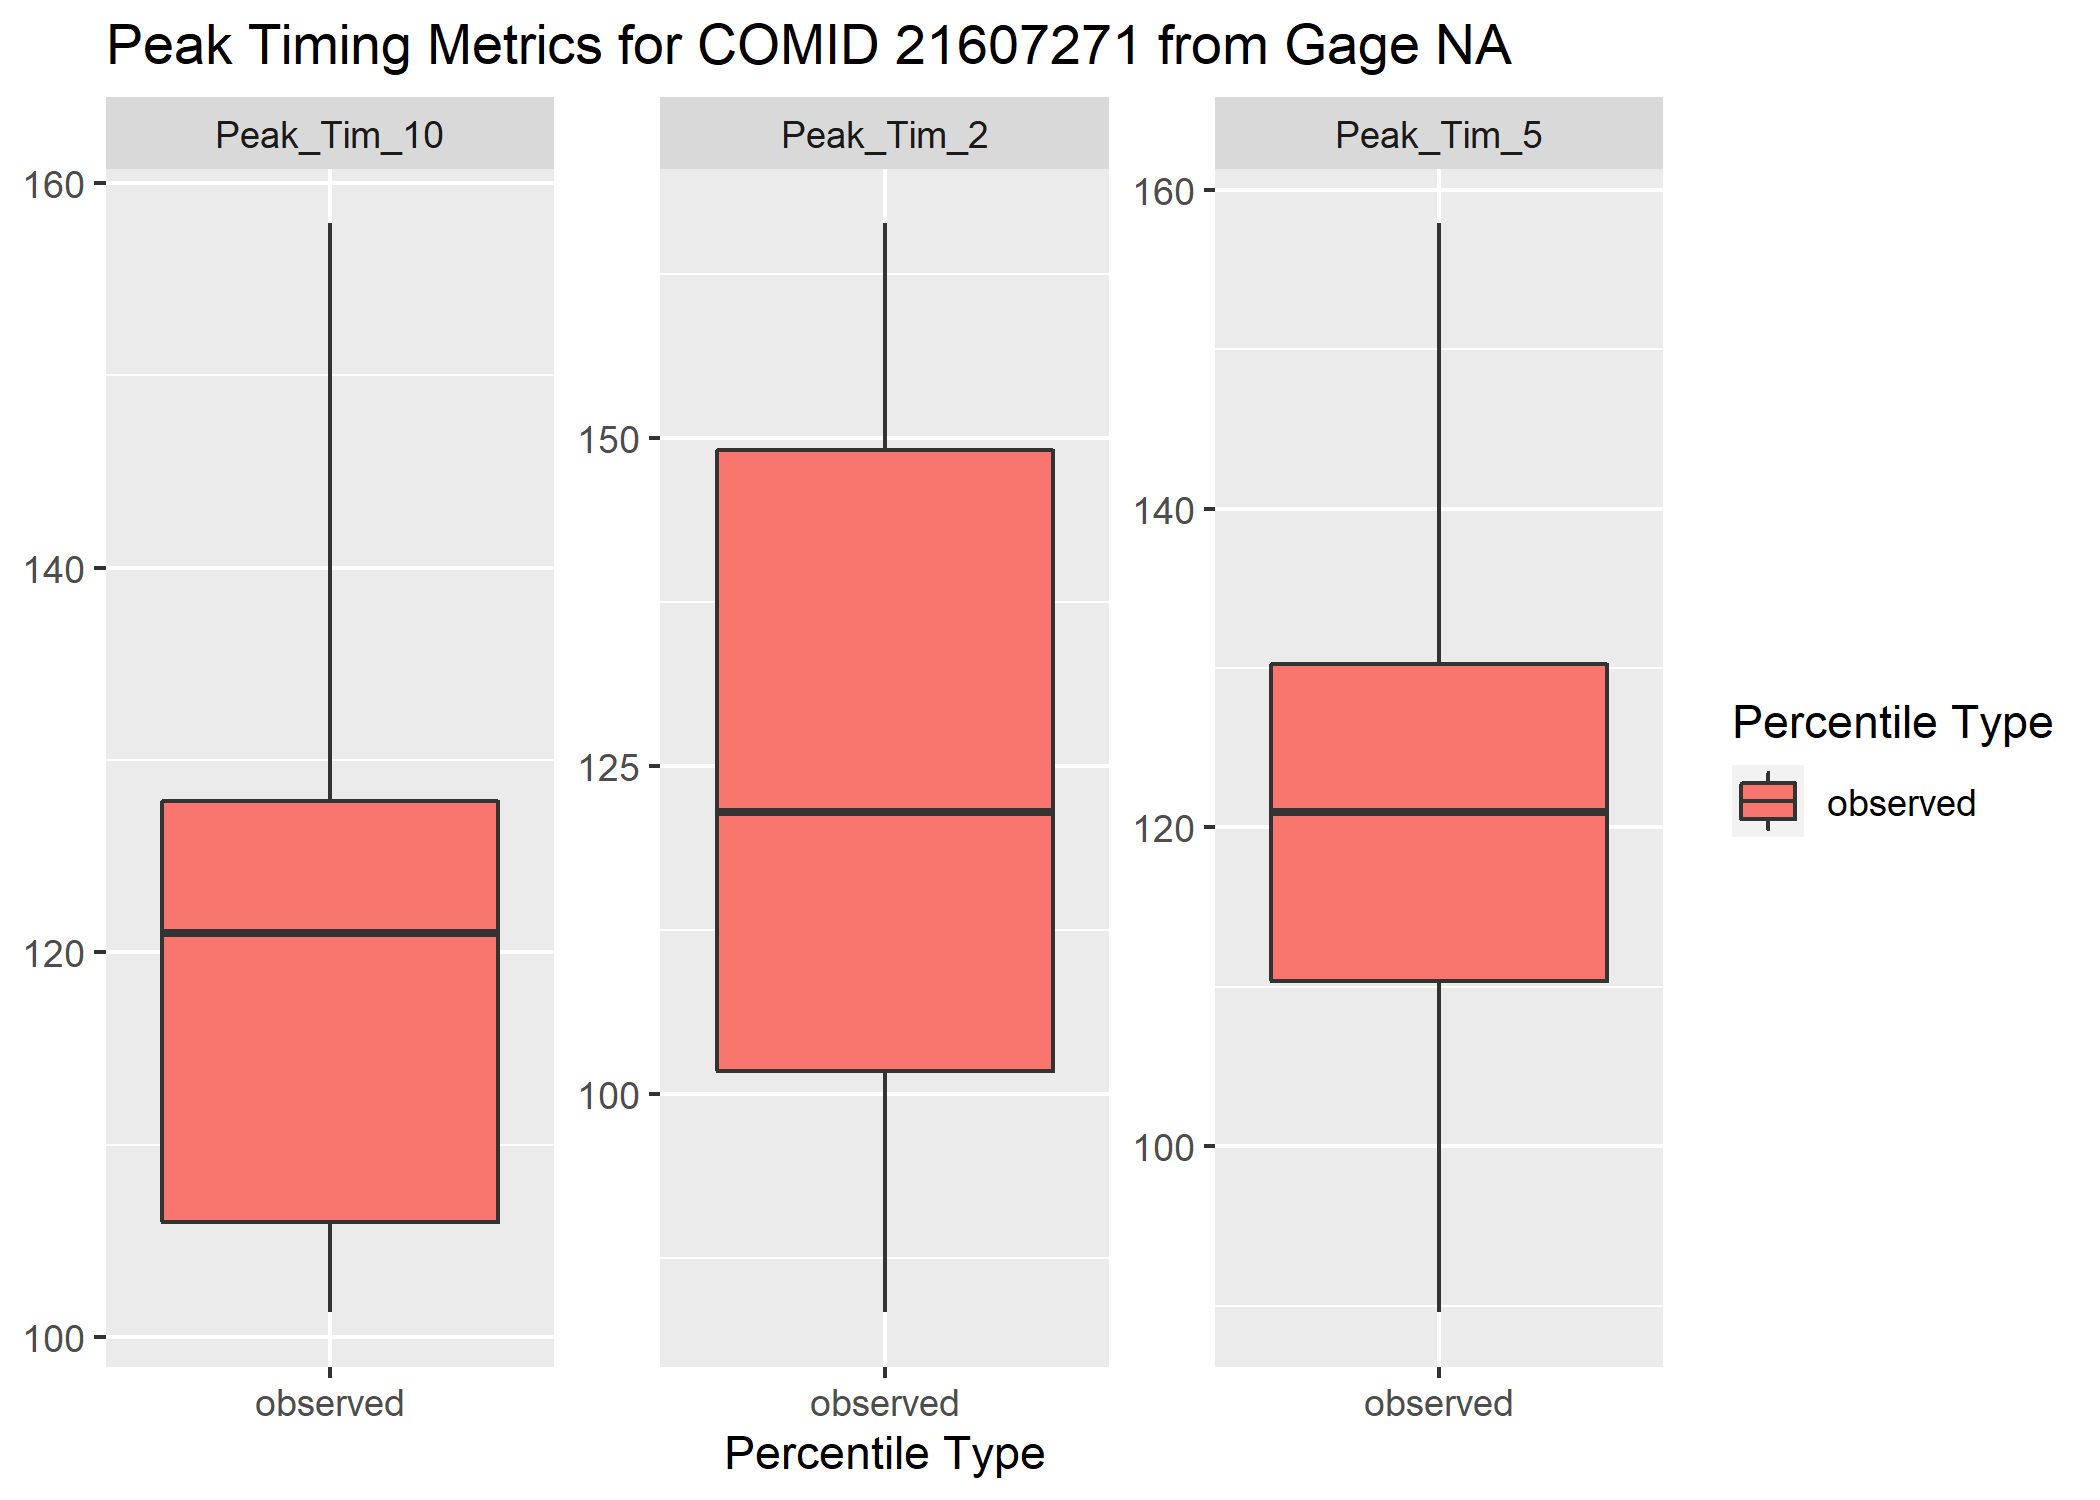 Peak Timing Metrics for COMID 21607271 from Gage NA
Peak_Tim_10
Peak_Tim_2
Peak_Tim_5
160
140
120
100
150
125
100
160
140
120
100
observed
observed
observed
Percentile Type
Percentile Type
observed